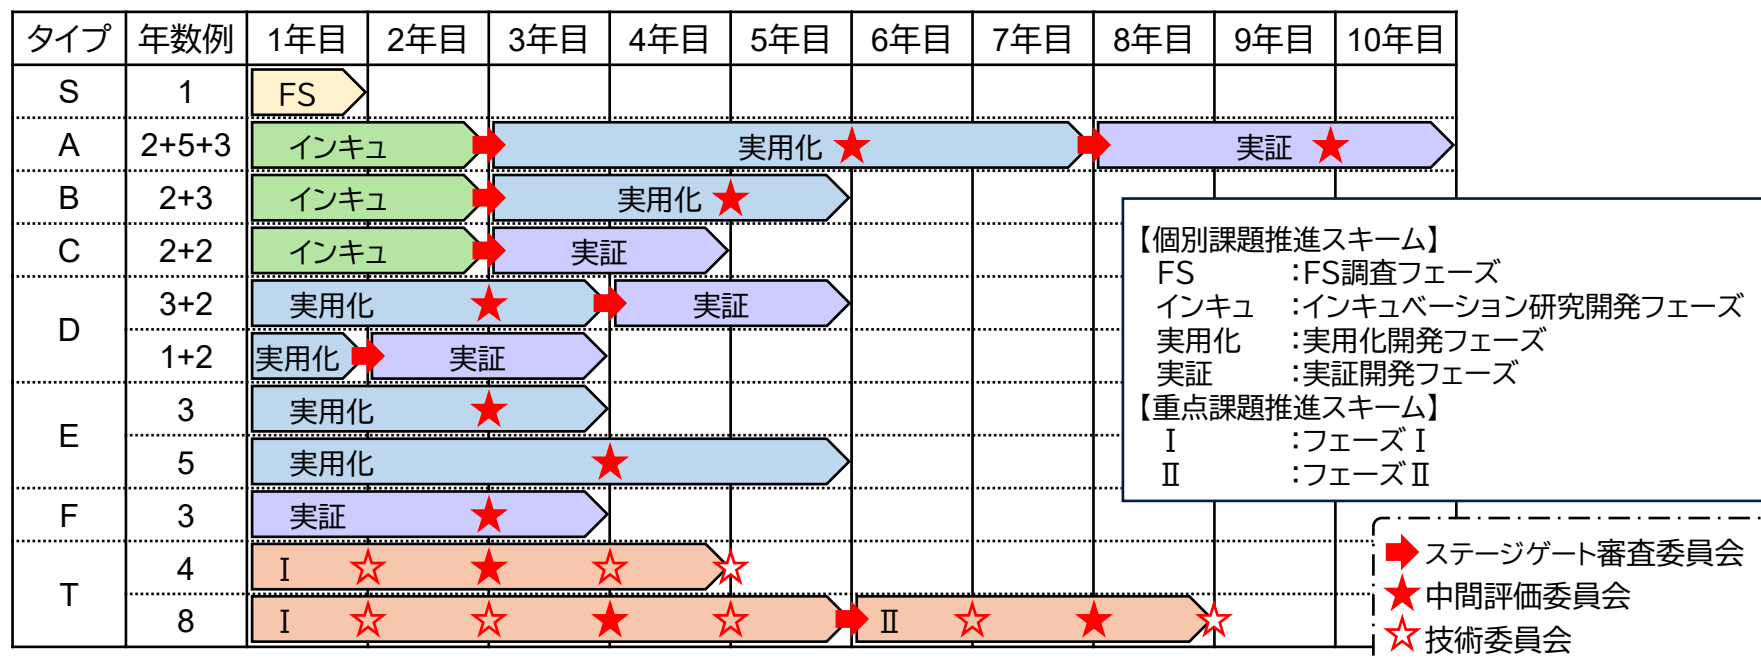 タイプ 年数例 1年目 2年目 3年目 4年目 5年目 6年目 7年目 8年目 9年目 10年目
S 1 FS
A 2+5+3 インキュ 実用化 実証
B 2+3 インキュ 実用化
C 2+2 インキュ 実証
D 3+2 実用化 実証
1+2 実用化 実証
E 3 実用化
5 実用化
F 3 実証
T 4 Ⅰ
8 Ⅰ Ⅱ
【個別課題推進スキーム】
FS :FS調査フェーズ
インキュ :インキュベーション研究開発フェーズ
実用化 :実用化開発フェーズ
実証 :実証開発フェーズ
【重点課題推進スキーム】
Ⅰ :フェーズⅠ
Ⅱ :フェーズⅡ
ステージゲート審査委員会
中間評価委員会
技術委員会